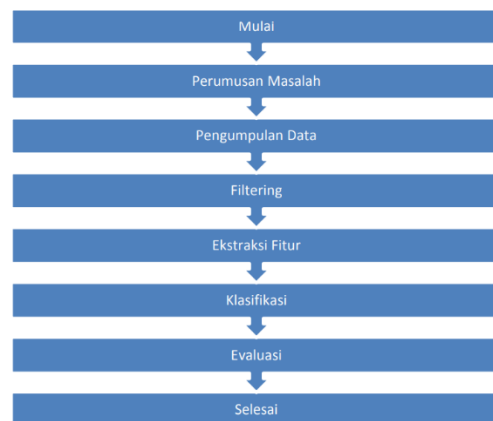 Mulai
Perumusan Masalah
Pengumpulan Data
Filtering
Ekstraksi Fitur
Klasifikasi
Evaluasi
Selesai